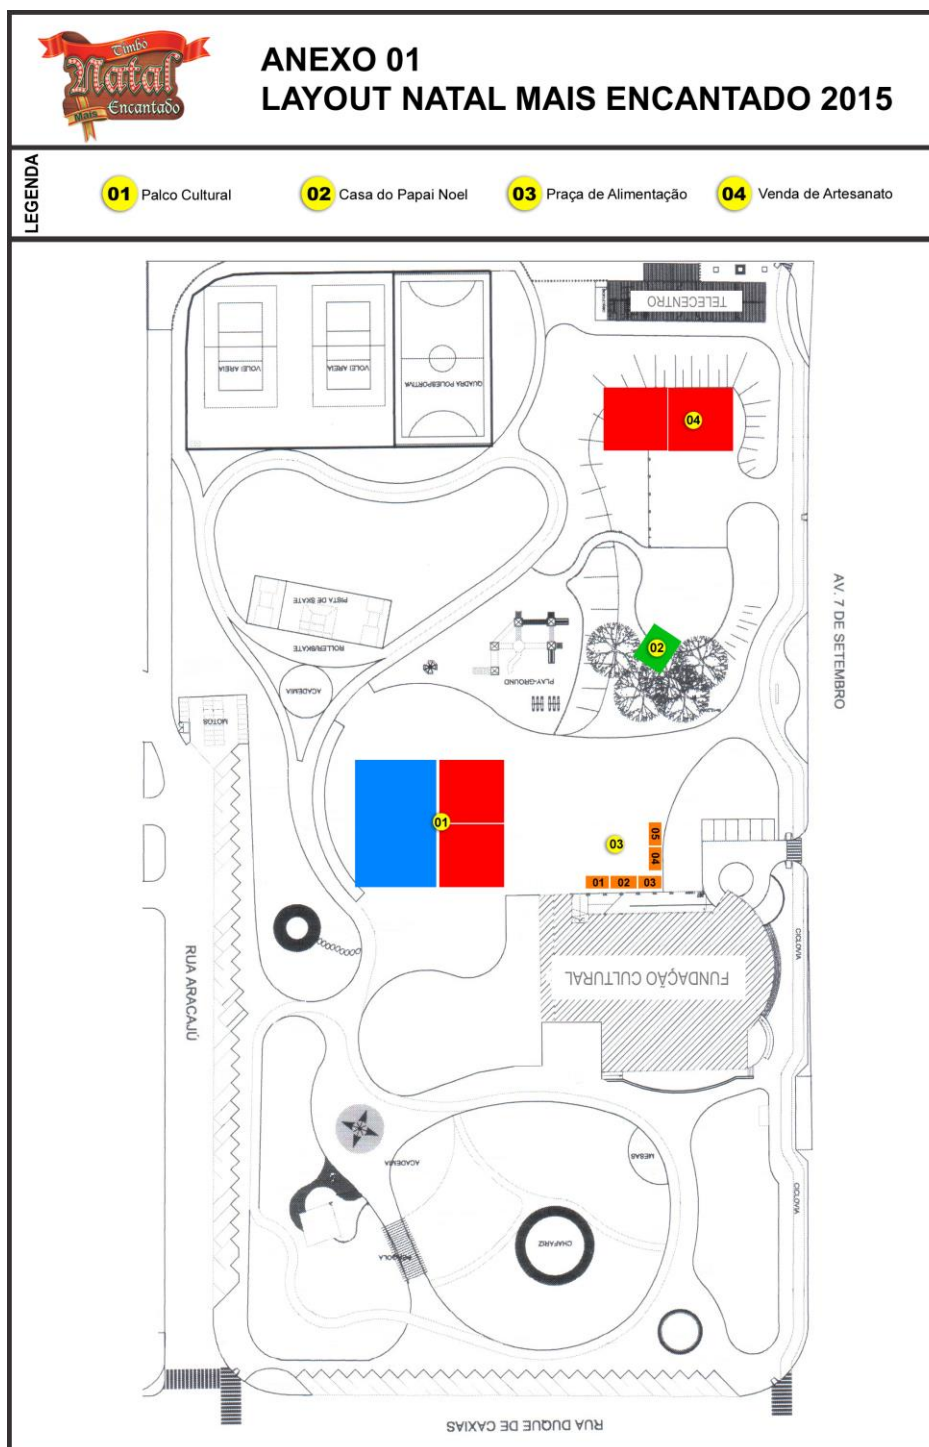 Timbó
Natal
Mais
Encantado
ANEXO 01
LAYOUT NATAL MAIS ENCANTADO 2015
LEGENDA
01 Palco Cultural
02 Casa do Papai Noel
03 Praça de Alimentação
04 Venda de Artesanato
TELECENTRO
VOLEI AREIA
VOLEI AREIA
QUADRA POLIESPORTIVA
04
PISTA DE SKATE
ROLLER/SKATE
AV. 7 DE SETEMBRO
02
PLAY-GROUND
ACADEMIA
MOTOS
01
03
05
04
01
02
03
CICLOVIA
FUNDAÇÃO CULTURAL
RUA ARACAJÚ
ACADEMIA
MESAS
CICLOVIA
PÉRGOLA
CHAFARIZ
RUA DUQUE DE CAXIAS